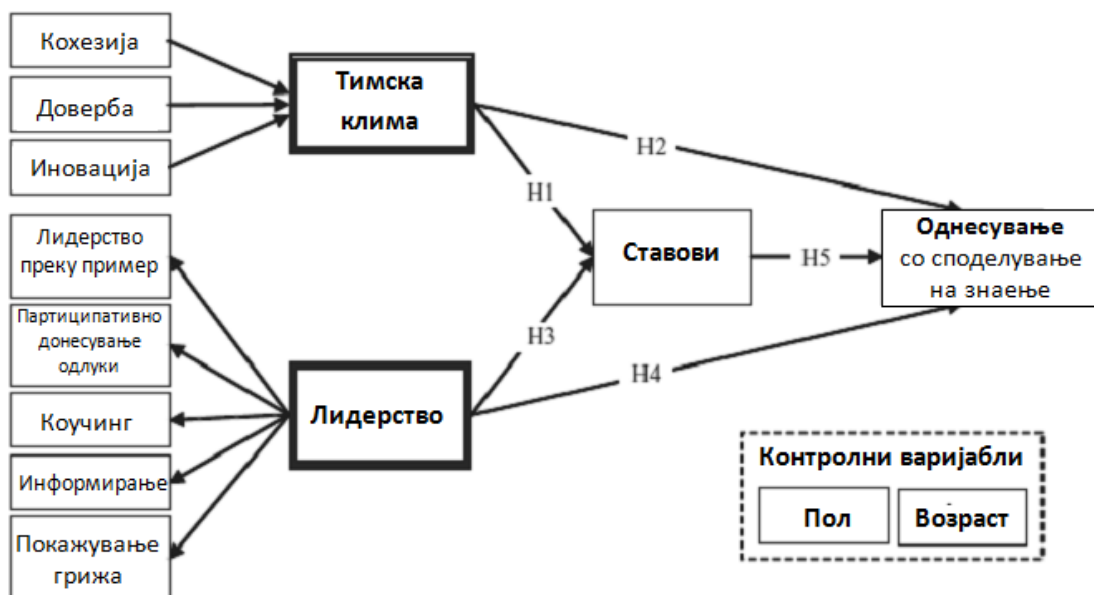 Кохезија
Доверба
Иновација
Тимска
клима
H2
H1
Лидерство
преку пример
Партиципативно
донесување
одлуки
Коучинг
Информирање
Покажување
грижа
Лидерство
H3
H4
Ставови
H5
Однесување
со споделување
на знаење
Контролни варијабли
Пол
Возраст